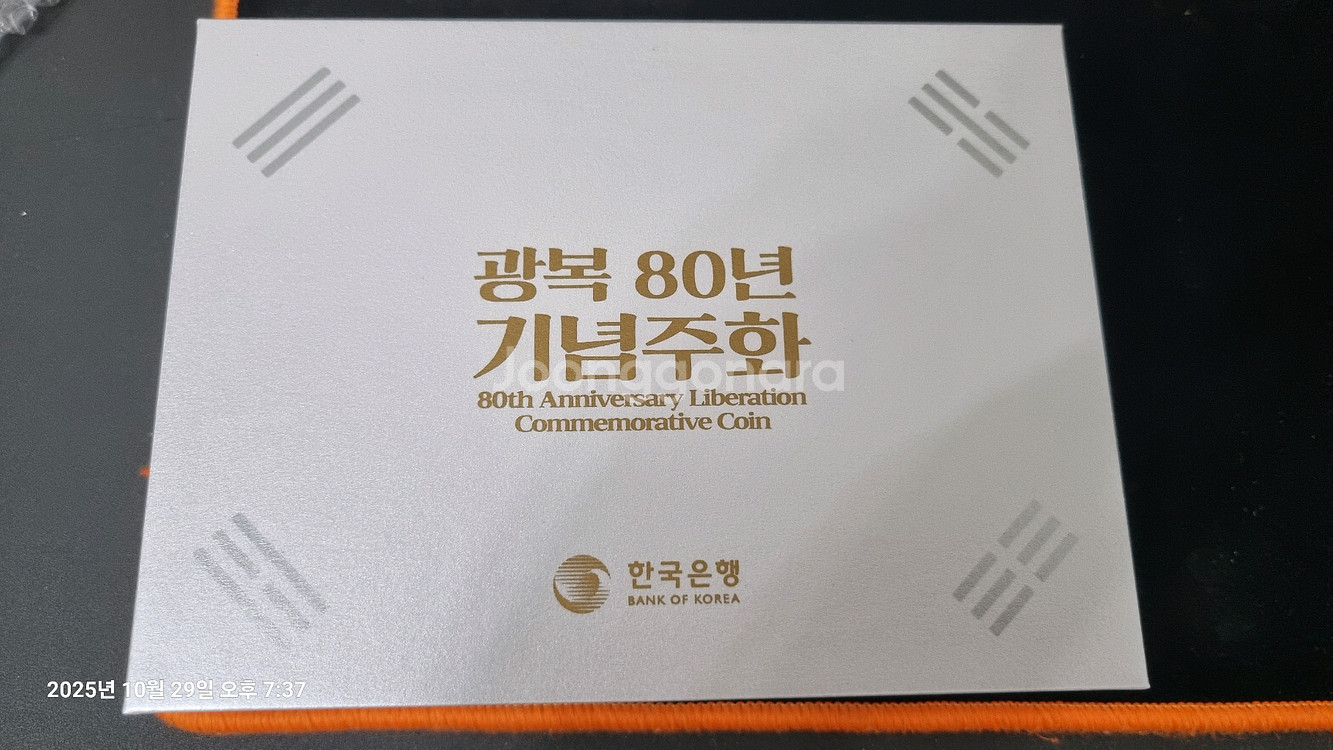 광복 80년
기념주화
Joonggonara
80th Anniversary Liberation
Commemorative Coin
한국은행
BANK OF KOREA
2025년 10월 29일 오후 7:37